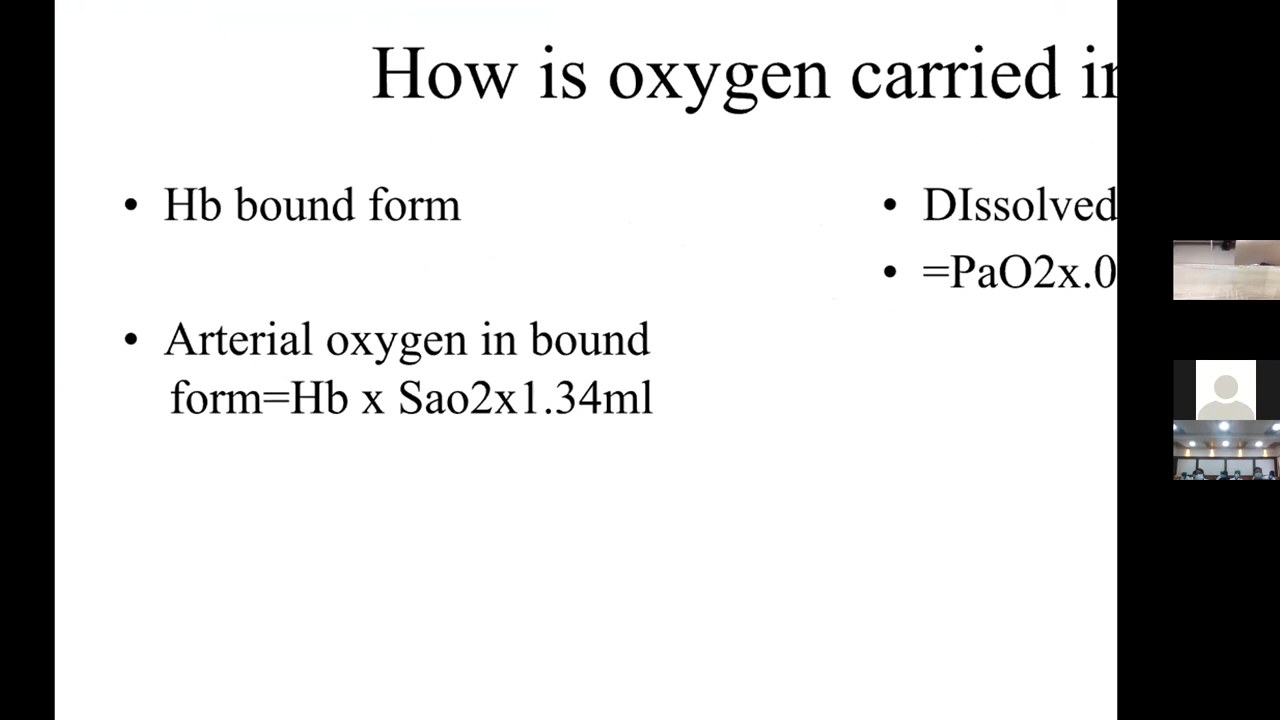 How is oxygen carried in
• Hb bound form
• Arterial oxygen in bound
form=Hb x Sao2x1.34ml
• DIssolved
• =PaO2x.0